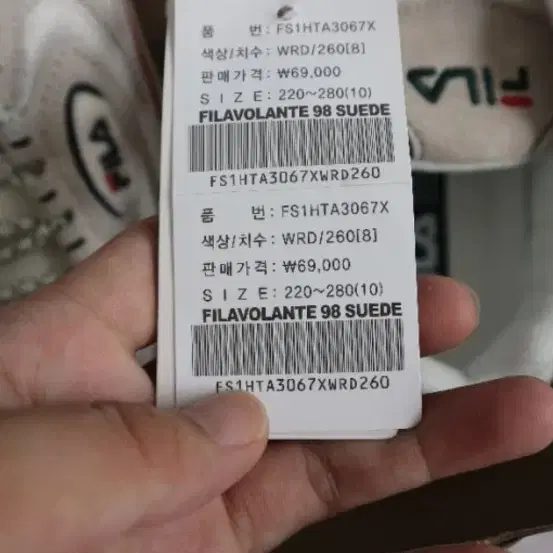 품 번: FS1HTA3067X
색상/치수: WRD/260[8]
판매가격: ₩69,000
SIZE: 220~280(10)
FILAVOLANTE 98 SUEDE
FS1HTA3067XWRD260
품 번: FS1HTA3067X
색상/치수: WRD/260[8]
판매가격: ₩69,000
SIZE: 220~280(10)
FILAVOLANTE 98 SUEDE
FS1HTA3067XWRD260
FILA
FILA